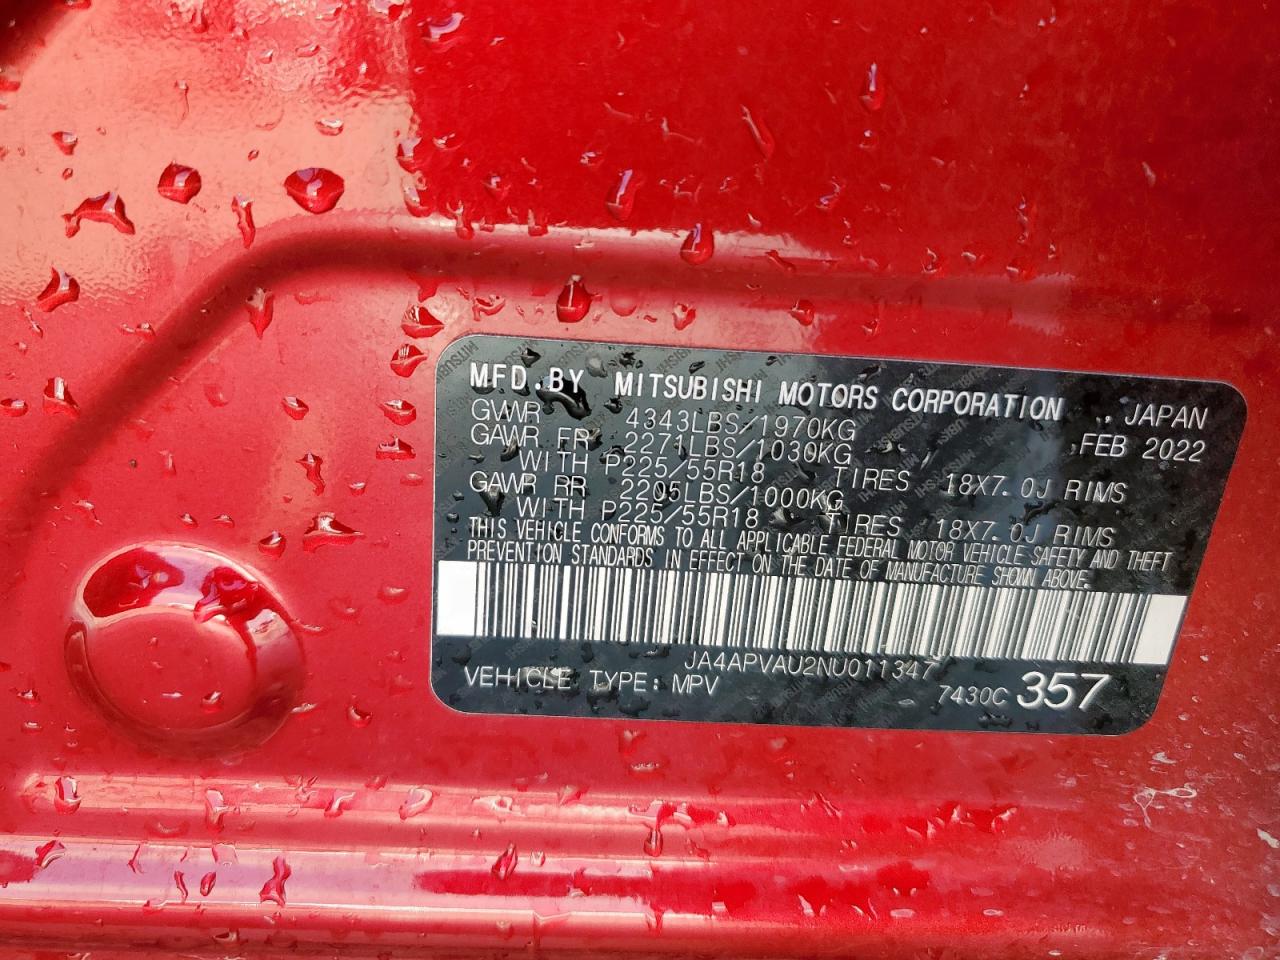 MFD.BY MITSUBISHI MOTORS CORPORATION , JAPAN
GVWR 4343LBS/1970KG FEB 2022
GAWR FR 2271LBS/1030KG
WITH P225/55R18 TIRES 18X7.0J RIMS
GAWR RR 2205LBS/1000KG
WITH P225/55R18 TIRES 18X7.0J RIMS
THIS VEHICLE CONFORMS TO ALL APPLICABLE FEDERAL MOTOR VEHICLE SAFETY AND THEFT
PREVENTION STANDARDS IN EFFECT ON THE DATE OF MANUFACTURE SHOWN ABOVE.
JA4APVAU2NU011347
VEHICLE TYPE: MPV 7430C 357